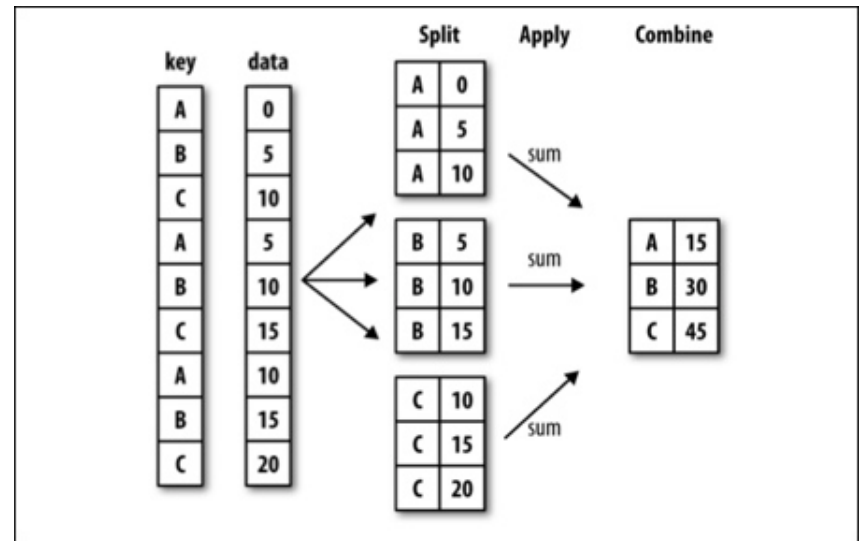 Split Apply Combine
key data
A 0
B 5
C 10
A 5
B 10
C 15
A 10
B 15
C 20
A 0
A 5
A 10
B 5
B 10
B 15
C 10
C 15
C 20
sum
sum
sum
A 15
B 30
C 45